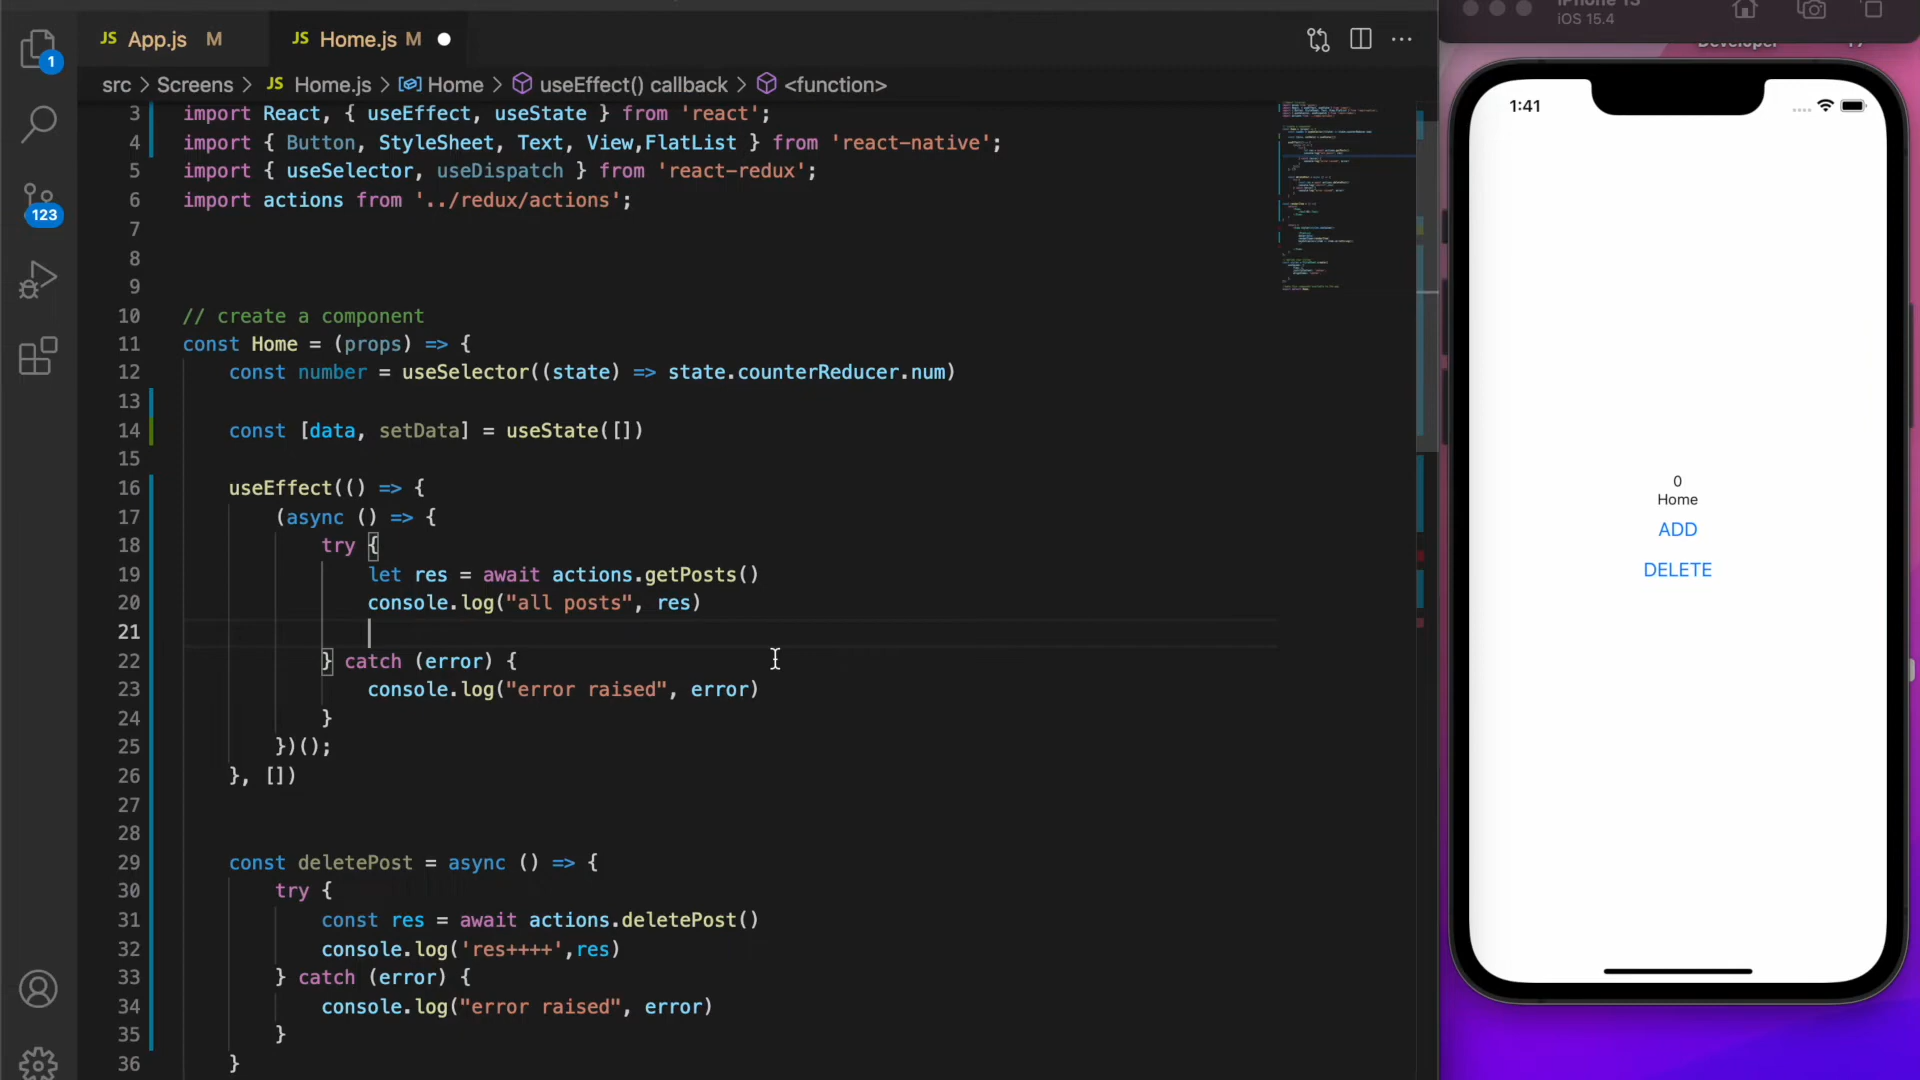 JS App.js M JS Home.js M
src > Screens > JS Home.js > Home > useEffect() callback > <function>
3 import React, { useEffect, useState } from 'react';
4 import { Button, StyleSheet, Text, View,FlatList } from 'react-native';
5 import { useSelector, useDispatch } from 'react-redux';
6 import actions from '../redux/actions';
7
8
9
10 // create a component
11 const Home = (props) => {
12 const number = useSelector((state) => state.counterReducer.num)
13
14 const [data, setData] = useState([])
15
16 useEffect(() => {
17 (async () => {
18 try {
19 let res = await actions.getPosts()
20 console.log("all posts", res)
21
22 } catch (error) {
23 console.log("error raised", error)
24 }
25 })();
26 }, [])
27
28
29 const deletePost = async () => {
30 try {
31 const res = await actions.deletePost()
32 console.log('res++++',res)
33 } catch (error) {
34 console.log("error raised", error)
35 }
36 }
1
123
iPhone 13
iOS 15.4
1:41
0
Home
ADD
DELETE